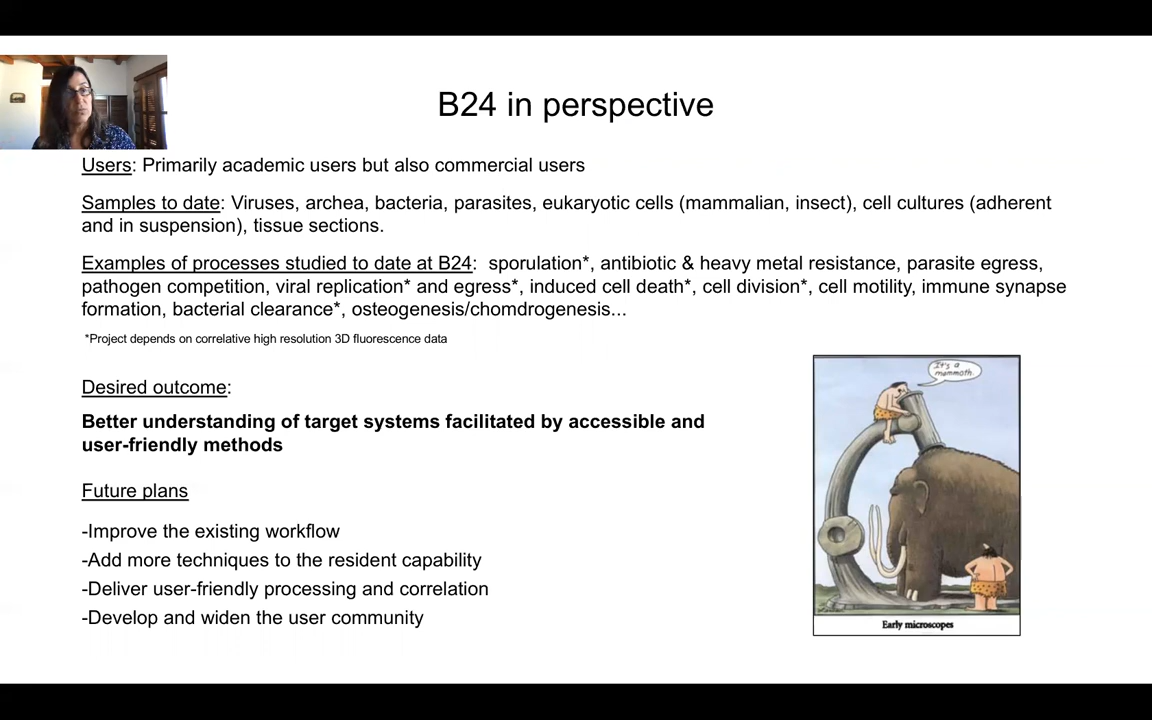 B24 in perspective
Users: Primarily academic users but also commercial users
Samples to date: Viruses, archea, bacteria, parasites, eukaryotic cells (mammalian, insect), cell cultures (adherent
and in suspension), tissue sections.
Examples of processes studied to date at B24: sporulation*, antibiotic & heavy metal resistance, parasite egress,
pathogen competition, viral replication* and egress*, induced cell death*, cell division*, cell motility, immune synapse
formation, bacterial clearance*, osteogenesis/chomdrogenesis...
*Project depends on correlative high resolution 3D fluorescence data
Desired outcome:
Better understanding of target systems facilitated by accessible and
user-friendly methods
Future plans
-Improve the existing workflow
-Add more techniques to the resident capability
-Deliver user-friendly processing and correlation
-Develop and widen the user community
It's a
mammoth.
Early microscopes